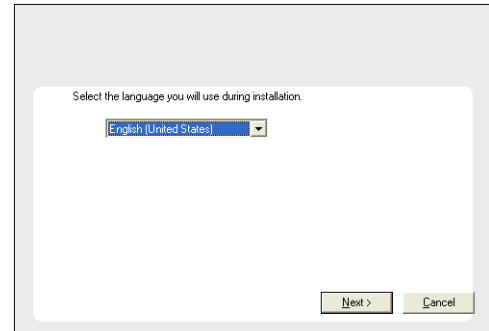 Select the language you will use during installation.
English (United States)
Next >
Cancel